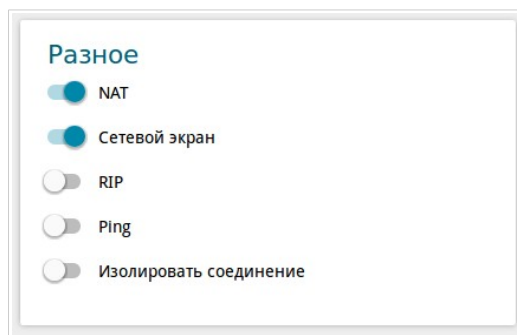 Разное
NAT
Сетевой экран
RIP
Ping
Изолировать соединение